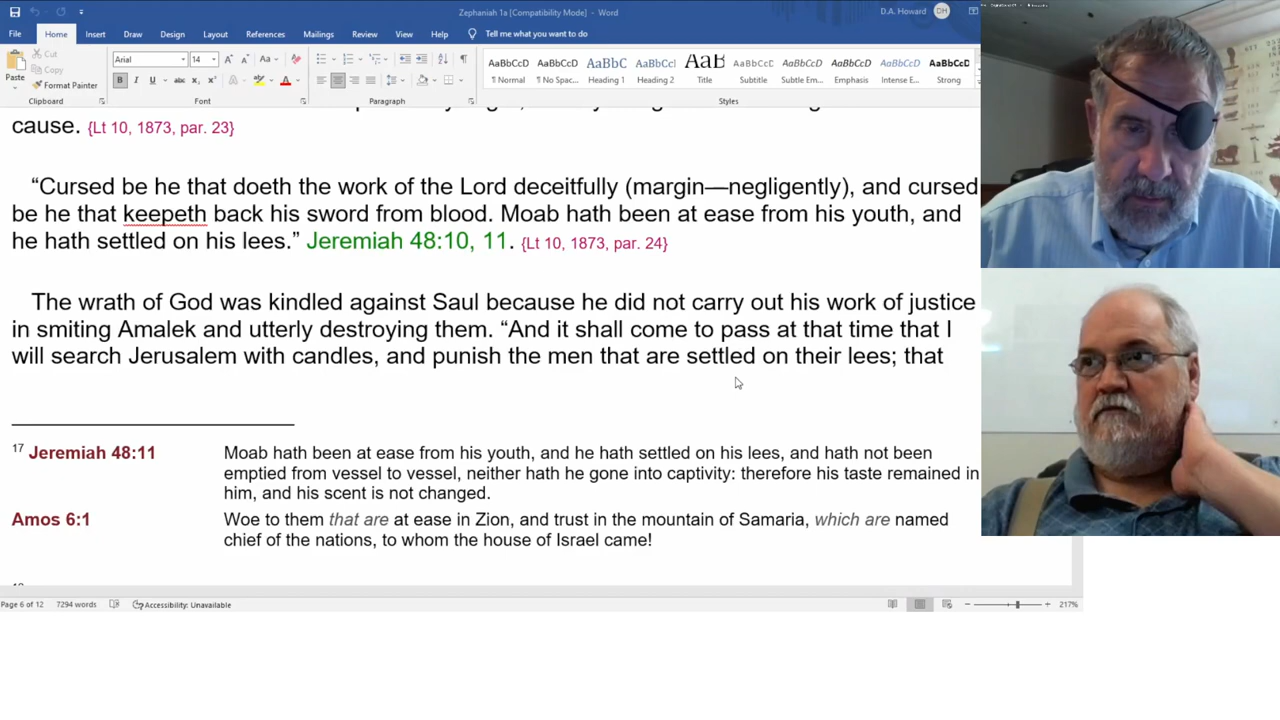 Zephaniah 1a [Compatibility Mode] - Word
D.A. Howard DH
File Home Insert Draw Design Layout References Mailings Review View Help Tell me what you want to do
Paste
Cut
Copy
Format Painter
Arial 14
AaBbCcD AaBbCcD AaBbC AaBbCc AaB AaBbCcD AaBbCcD AaBbCcD AaBbCcD AaBbCcD
¶ Normal ¶ No Spac... Heading 1 Heading 2 Title Subtitle Subtle Em... Emphasis Intense E... Strong
Clipboard Font Paragraph Styles
cause. {Lt 10, 1873, par. 23}
“Cursed be he that doeth the work of the Lord deceitfully (margin—negligently), and cursed
be he that keepeth back his sword from blood. Moab hath been at ease from his youth, and
he hath settled on his lees.” Jeremiah 48:10, 11. {Lt 10, 1873, par. 24}
The wrath of God was kindled against Saul because he did not carry out his work of justice
in smiting Amalek and utterly destroying them. “And it shall come to pass at that time that I
will search Jerusalem with candles, and punish the men that are settled on their lees; that
17 Jeremiah 48:11 Moab hath been at ease from his youth, and he hath settled on his lees, and hath not been
emptied from vessel to vessel, neither hath he gone into captivity: therefore his taste remained in
him, and his scent is not changed.
Amos 6:1 Woe to them that are at ease in Zion, and trust in the mountain of Samaria, which are named
chief of the nations, to whom the house of Israel came!
Page 6 of 12 7294 words Accessibility: Unavailable 217%